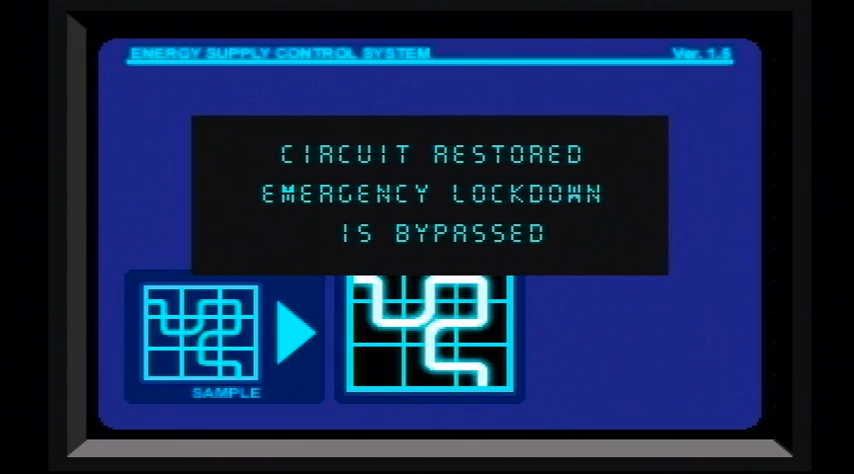 ENERGY SUPPLY CONTROL SYSTEM Ver. 1.5
CIRCUIT RESTORED
EMERGENCY LOCKDOWN
IS BYPASSED
SAMPLE